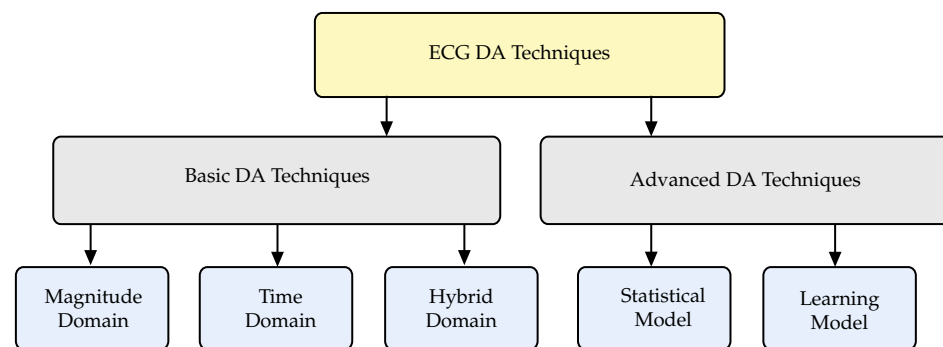 ECG DA Techniques
Basic DA Techniques
Advanced DA Techniques
Magnitude
Domain
Time
Domain
Hybrid
Domain
Statistical
Model
Learning
Model